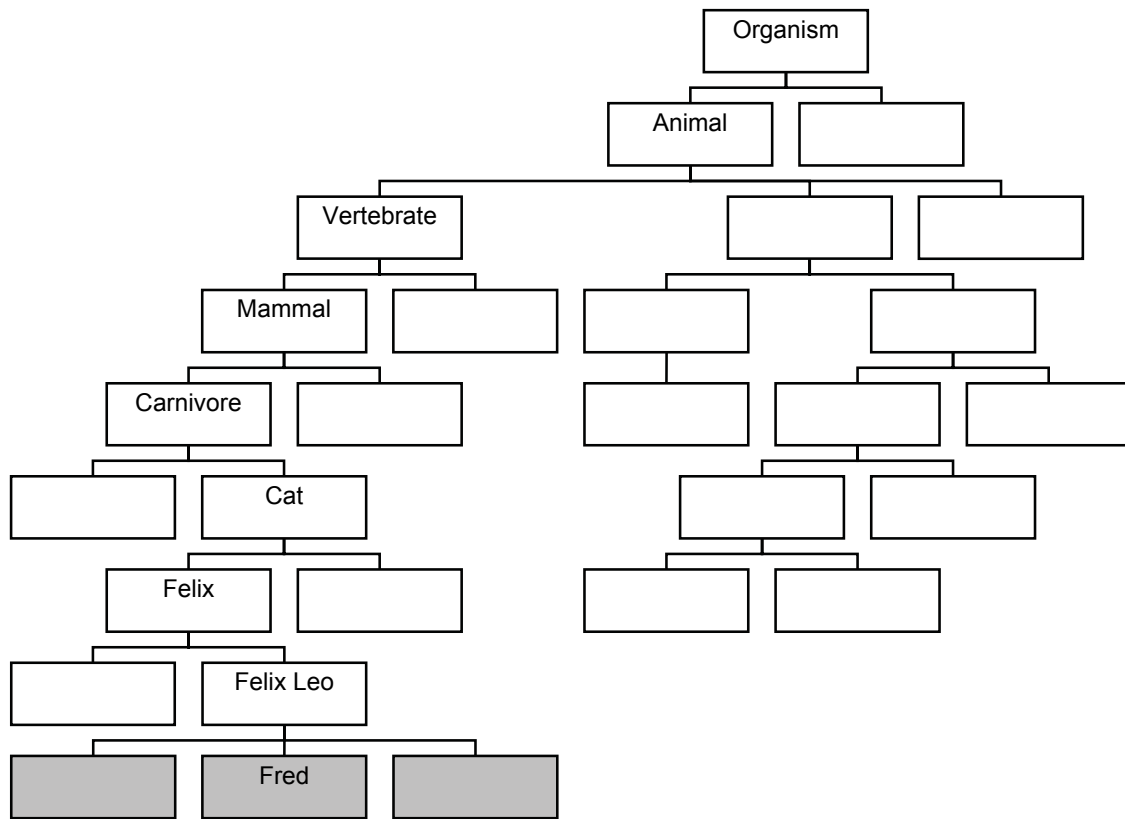 Organism
Animal
Vertebrate
Mammal
Carnivore
Cat
Felix
Felix Leo
Fred